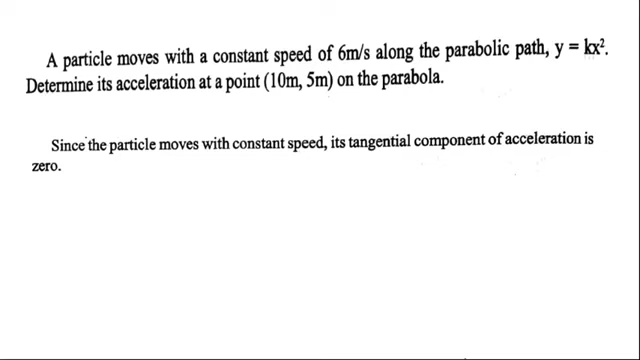 A particle moves with a constant speed of 6m/s along the parabolic path, y = kx².
Determine its acceleration at a point (10m, 5m) on the parabola.
Since the particle moves with constant speed, its tangential component of acceleration is
zero.